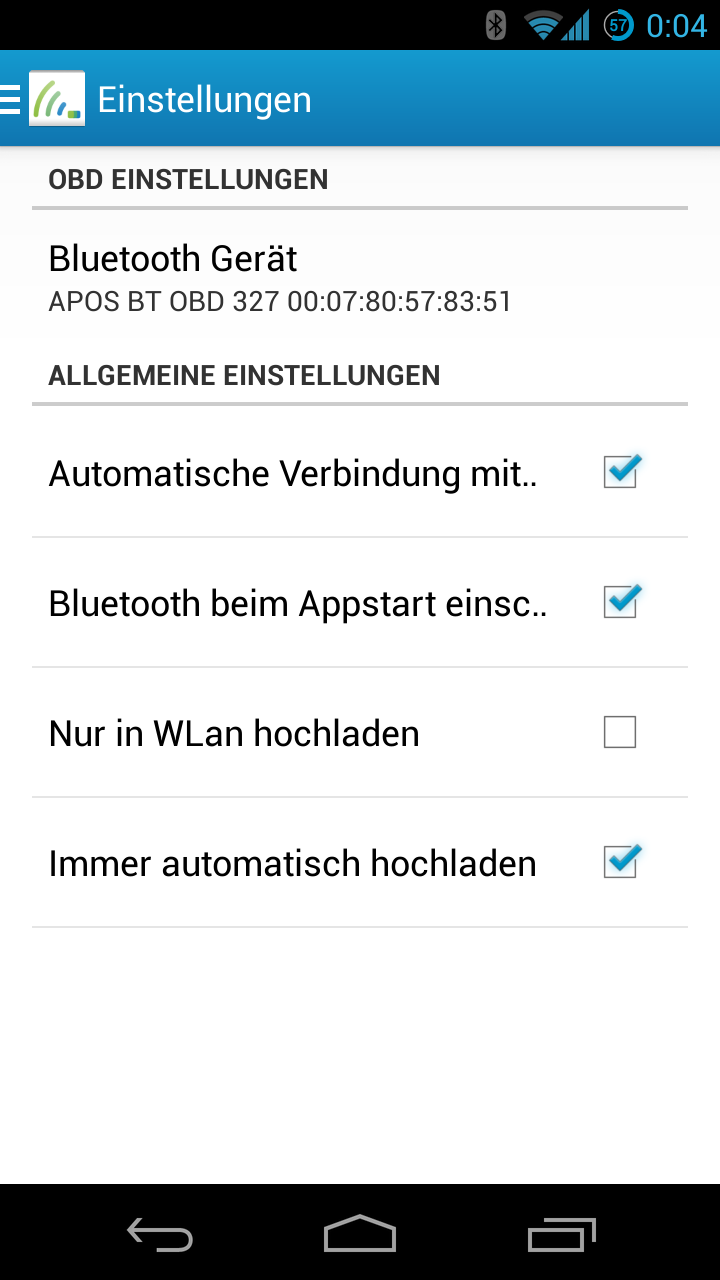 57 0:04
Einstellungen
OBD EINSTELLUNGEN
Bluetooth Gerät
APOS BT OBD 327 00:07:80:57:83:51
ALLGEMEINE EINSTELLUNGEN
Automatische Verbindung mit..
Bluetooth beim Appstart einsc..
Nur in WLan hochladen
Immer automatisch hochladen